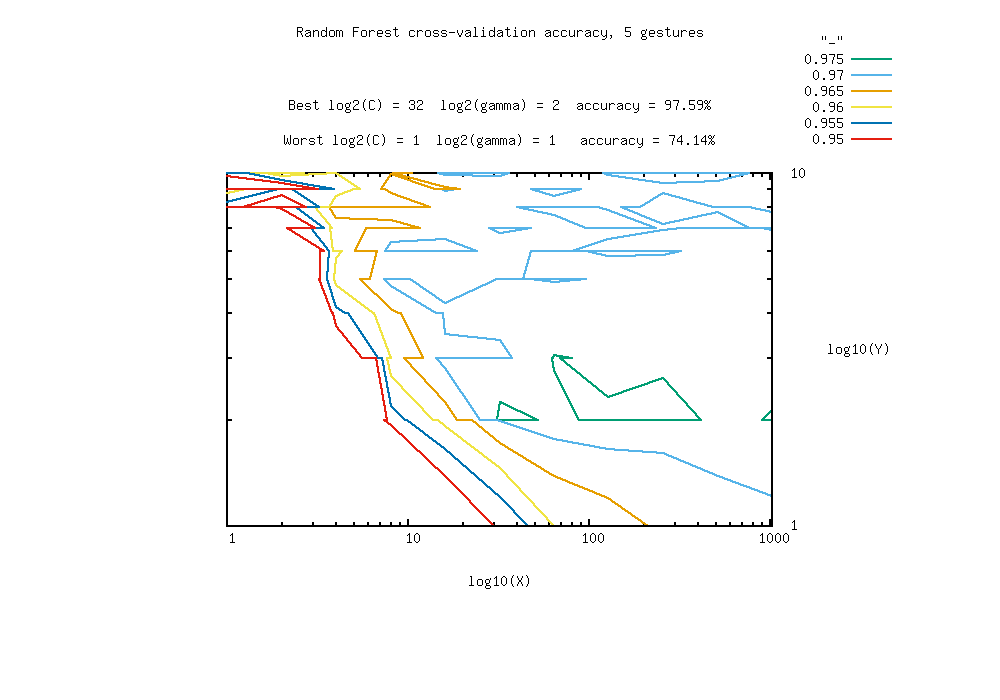 Random Forest cross-validation accuracy, 5 gestures
"_"
0.975
0.97
0.965
0.96
0.955
0.95
Best log2(C) = 32  log2(gamma) = 2  accuracy = 97.59%
Worst log2(C) = 1  log2(gamma) = 1   accuracy = 74.14%
10
log10(Y)
1
1 10 100 1000
log10(X)